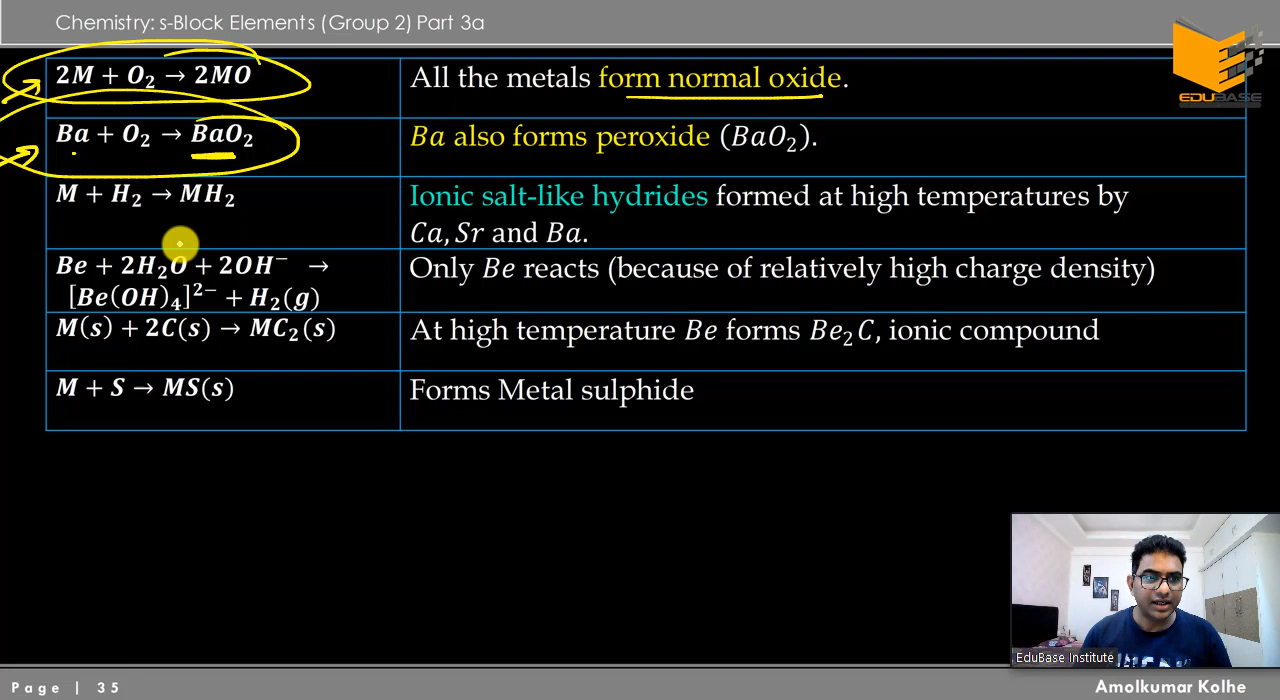 Chemistry: s-Block Elements (Group 2) Part 3a
EDUBASE
2M + O₂ → 2MO
All the metals form normal oxide.
Ba + O₂ → BaO₂
Ba also forms peroxide (BaO₂).
M + H₂ → MH₂
Ionic salt-like hydrides formed at high temperatures by
Ca, Sr and Ba.
Be + 2H₂O + 2OH⁻ →
[Be(OH)₄]²⁻ + H₂(g)
Only Be reacts (because of relatively high charge density)
M(s) + 2C(s) → MC₂(s)
At high temperature Be forms Be₂C, ionic compound
M + S → MS(s)
Forms Metal sulphide
EduBase Institute
Page | 35
Amolkumar Kolhe